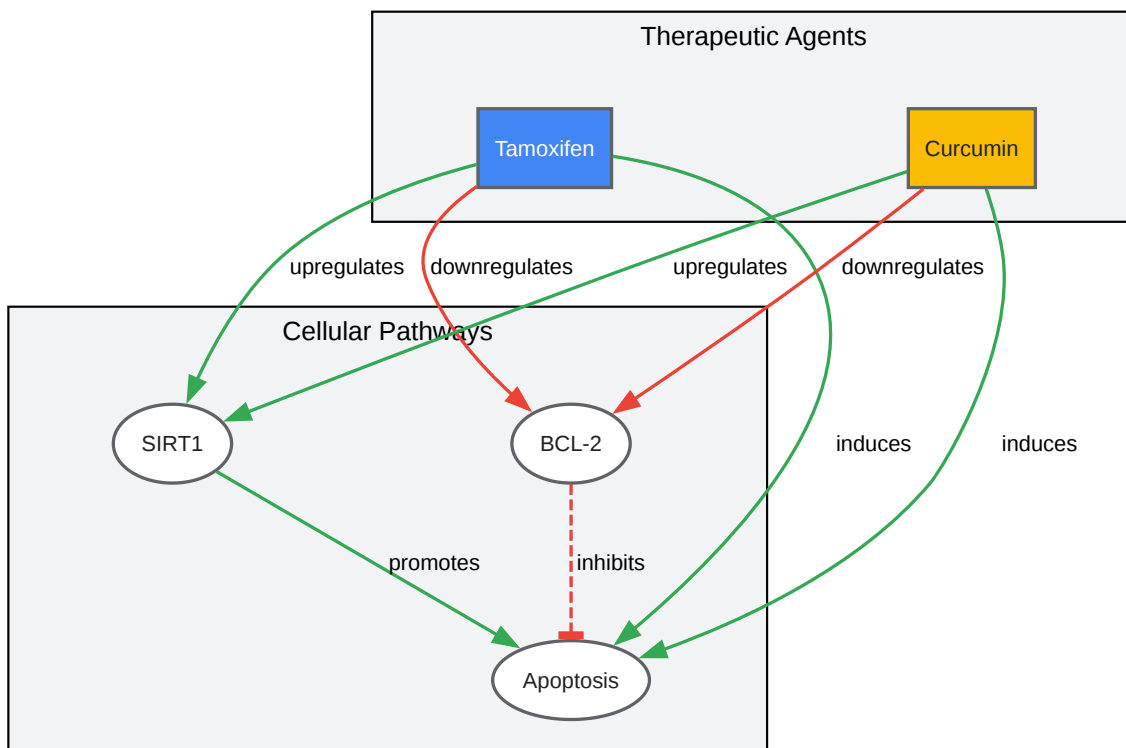 Therapeutic Agents
Tamoxifen
Curcumin
upregulates
downregulates
upregulates
downregulates
Cellular Pathways
SIRT1
BCL-2
induces
induces
promotes
inhibits
Apoptosis